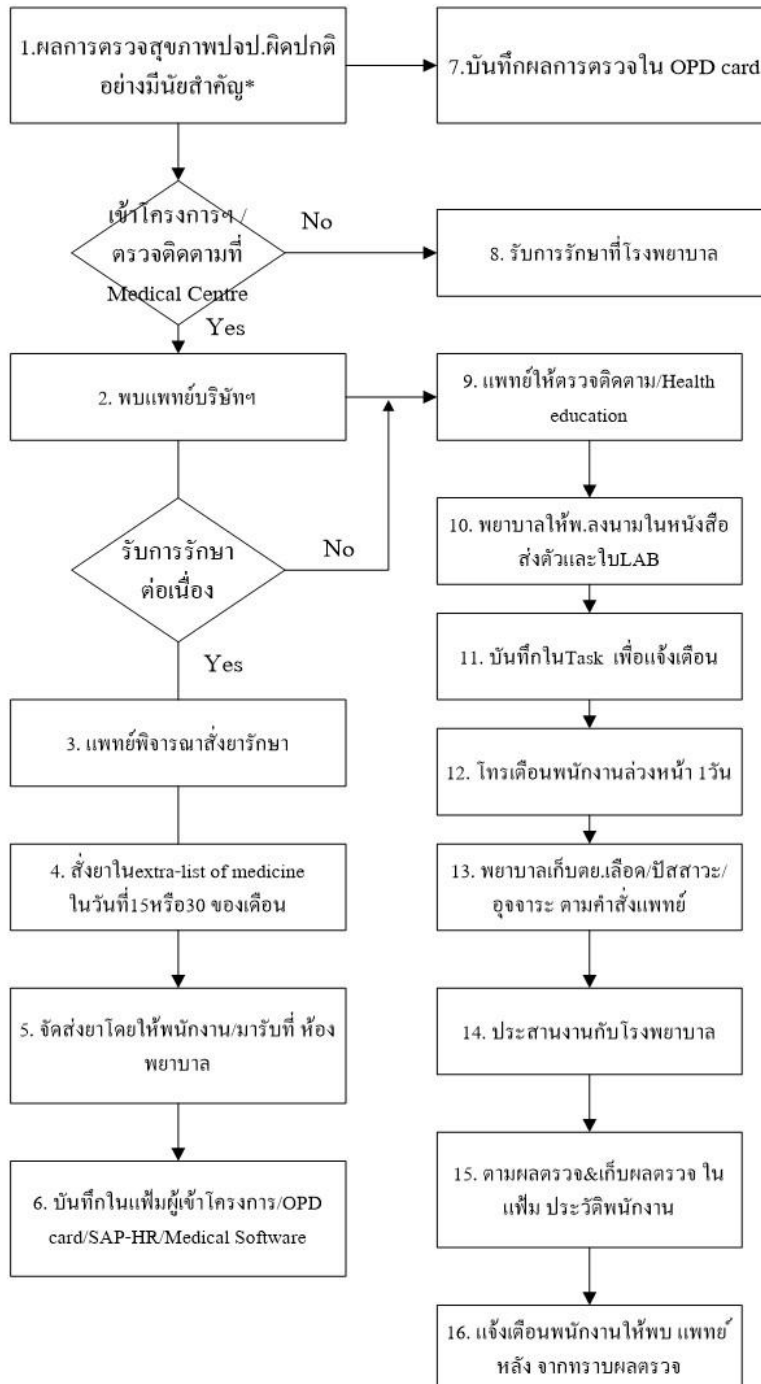 1.ผลการตรวจสุขภาพปจป.ผิดปกติ
อย่างมีนัยสำคัญ*
7.บันทึกผลการตรวจใน OPD card
เข้าโครงการฯ /
ตรวจติดตามที่
Medical Centre
No
8. รับการรักษาที่โรงพยาบาล
Yes
2. พบแพทย์บริษัทฯ
9. แพทย์ให้ตรวจติดตาม/Health
education
10. พยาบาลให้พ.ลงนามในหนังสือ
ส่งตัวและใบLAB
รับการรักษา
ต่อเนื่อง
No
11. บันทึกในTask เพื่อแจ้งเตือน
Yes
3. แพทย์พิจารณาสั่งยารักษา
12. โทรเตือนพนักงานล่วงหน้า 1วัน
4. สั่งยาในextra-list of medicine
ในวันที่15หรือ30 ของเดือน
13. พยาบาลเก็บตย.เลือด/ปัสสาวะ/
อุจจาระ ตามคำสั่งแพทย์
5. จัดส่งยาโดยให้พนักงาน/มารับที่ ห้อง
พยาบาล
14. ประสานงานกับโรงพยาบาล
6. บันทึกในแฟ้มผู้เข้าโครงการ/OPD
card/SAP-HR/Medical Software
15. ตามผลตรวจ&เก็บผลตรวจ ใน
แฟ้ม ประวัติพนักงาน
16. แจ้งเตือนพนักงานให้พบ แพทย์
หลัง จากทราบผลตรวจ